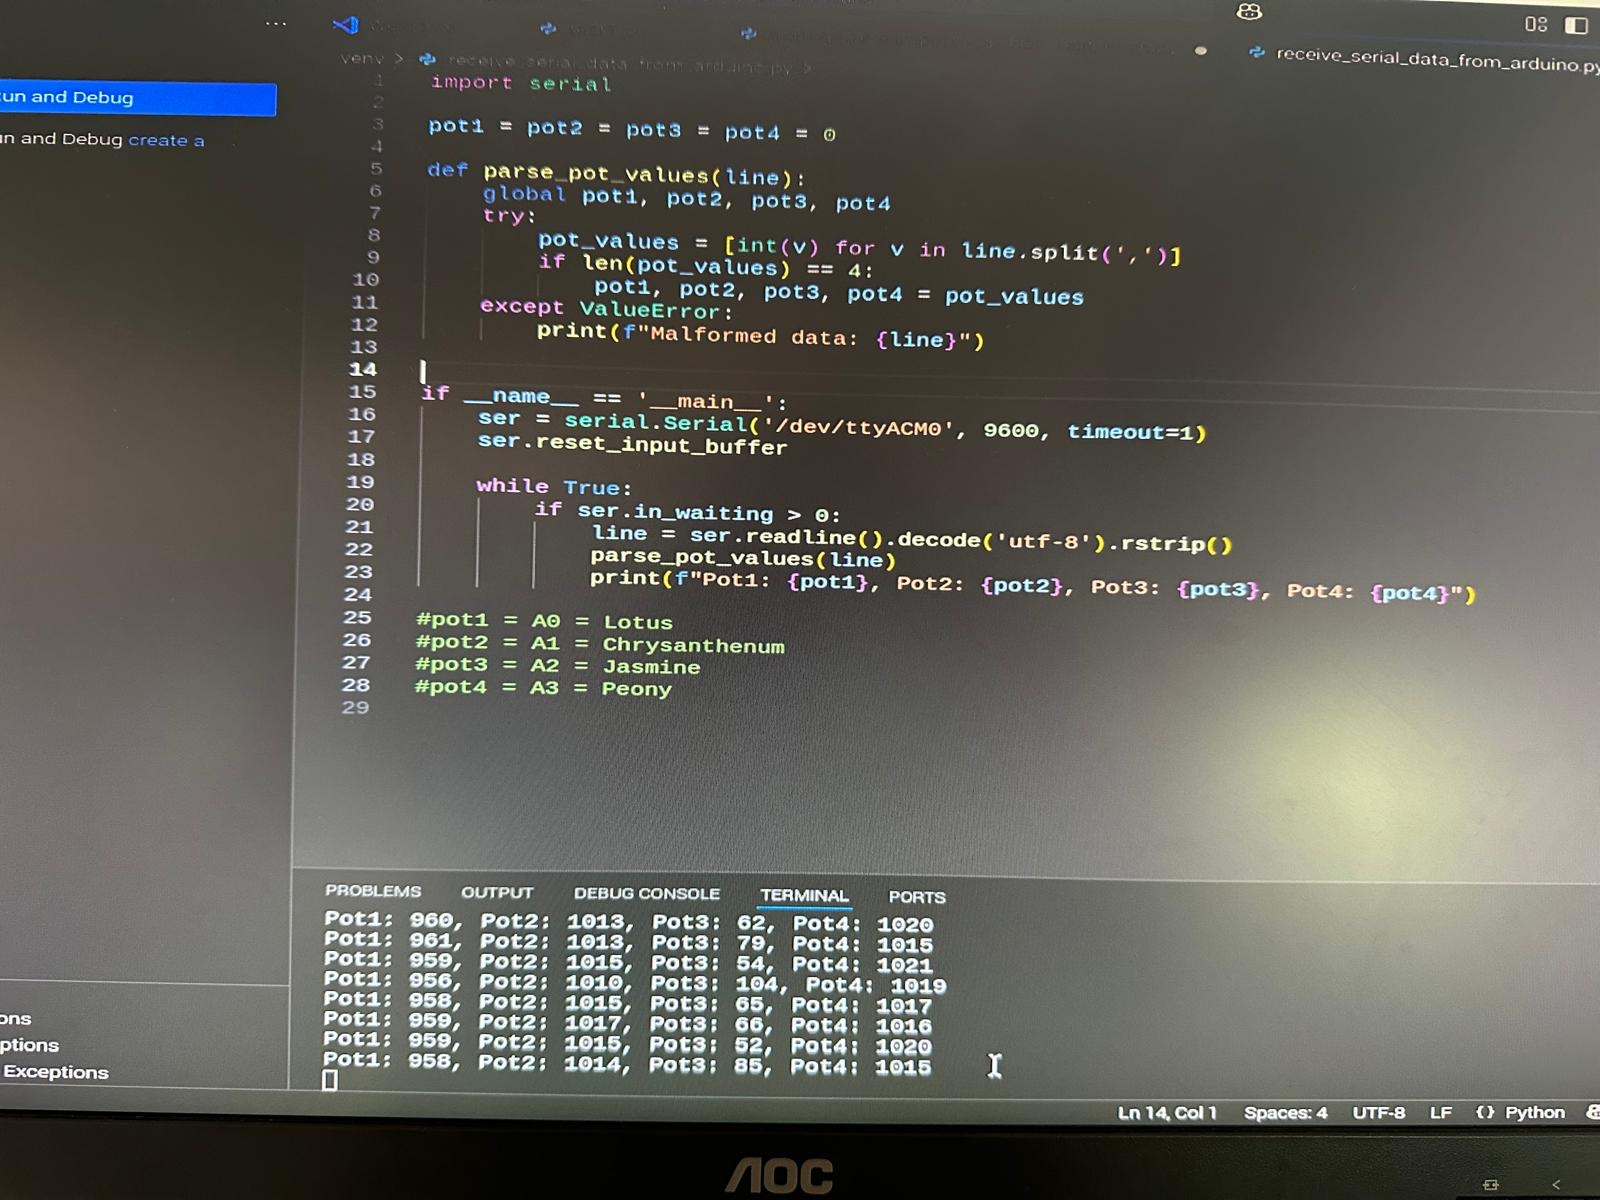 ···
un and Debug
n and Debug create a
receive_serial_data_from_arduino.py
venv > receive_serial_data_from_arduino.py >
1 import serial
2
3 pot1 = pot2 = pot3 = pot4 = 0
4
5 def parse_pot_values(line):
6 global pot1, pot2, pot3, pot4
7 try:
8 pot_values = [int(v) for v in line.split(',')]
9 if len(pot_values) == 4:
10 pot1, pot2, pot3, pot4 = pot_values
11 except ValueError:
12 print(f"Malformed data: {line}")
13
14
15 if __name__ == '__main__':
16 ser = serial.Serial('/dev/ttyACM0', 9600, timeout=1)
17 ser.reset_input_buffer
18
19 while True:
20 if ser.in_waiting > 0:
21 line = ser.readline().decode('utf-8').rstrip()
22 parse_pot_values(line)
23 print(f"Pot1: {pot1}, Pot2: {pot2}, Pot3: {pot3}, Pot4: {pot4}")
24
25 #pot1 = A0 = Lotus
26 #pot2 = A1 = Chrysanthenum
27 #pot3 = A2 = Jasmine
28 #pot4 = A3 = Peony
29
PROBLEMS OUTPUT DEBUG CONSOLE TERMINAL PORTS
Pot1: 960, Pot2: 1013, Pot3: 62, Pot4: 1020
Pot1: 961, Pot2: 1013, Pot3: 79, Pot4: 1015
Pot1: 959, Pot2: 1015, Pot3: 54, Pot4: 1021
Pot1: 956, Pot2: 1010, Pot3: 104, Pot4: 1019
Pot1: 958, Pot2: 1015, Pot3: 65, Pot4: 1017
Pot1: 959, Pot2: 1017, Pot3: 66, Pot4: 1016
Pot1: 959, Pot2: 1015, Pot3: 52, Pot4: 1020
Pot1: 958, Pot2: 1014, Pot3: 85, Pot4: 1015
ons
ptions
Exceptions
Ln 14, Col 1 Spaces: 4 UTF-8 LF {} Python
AOC